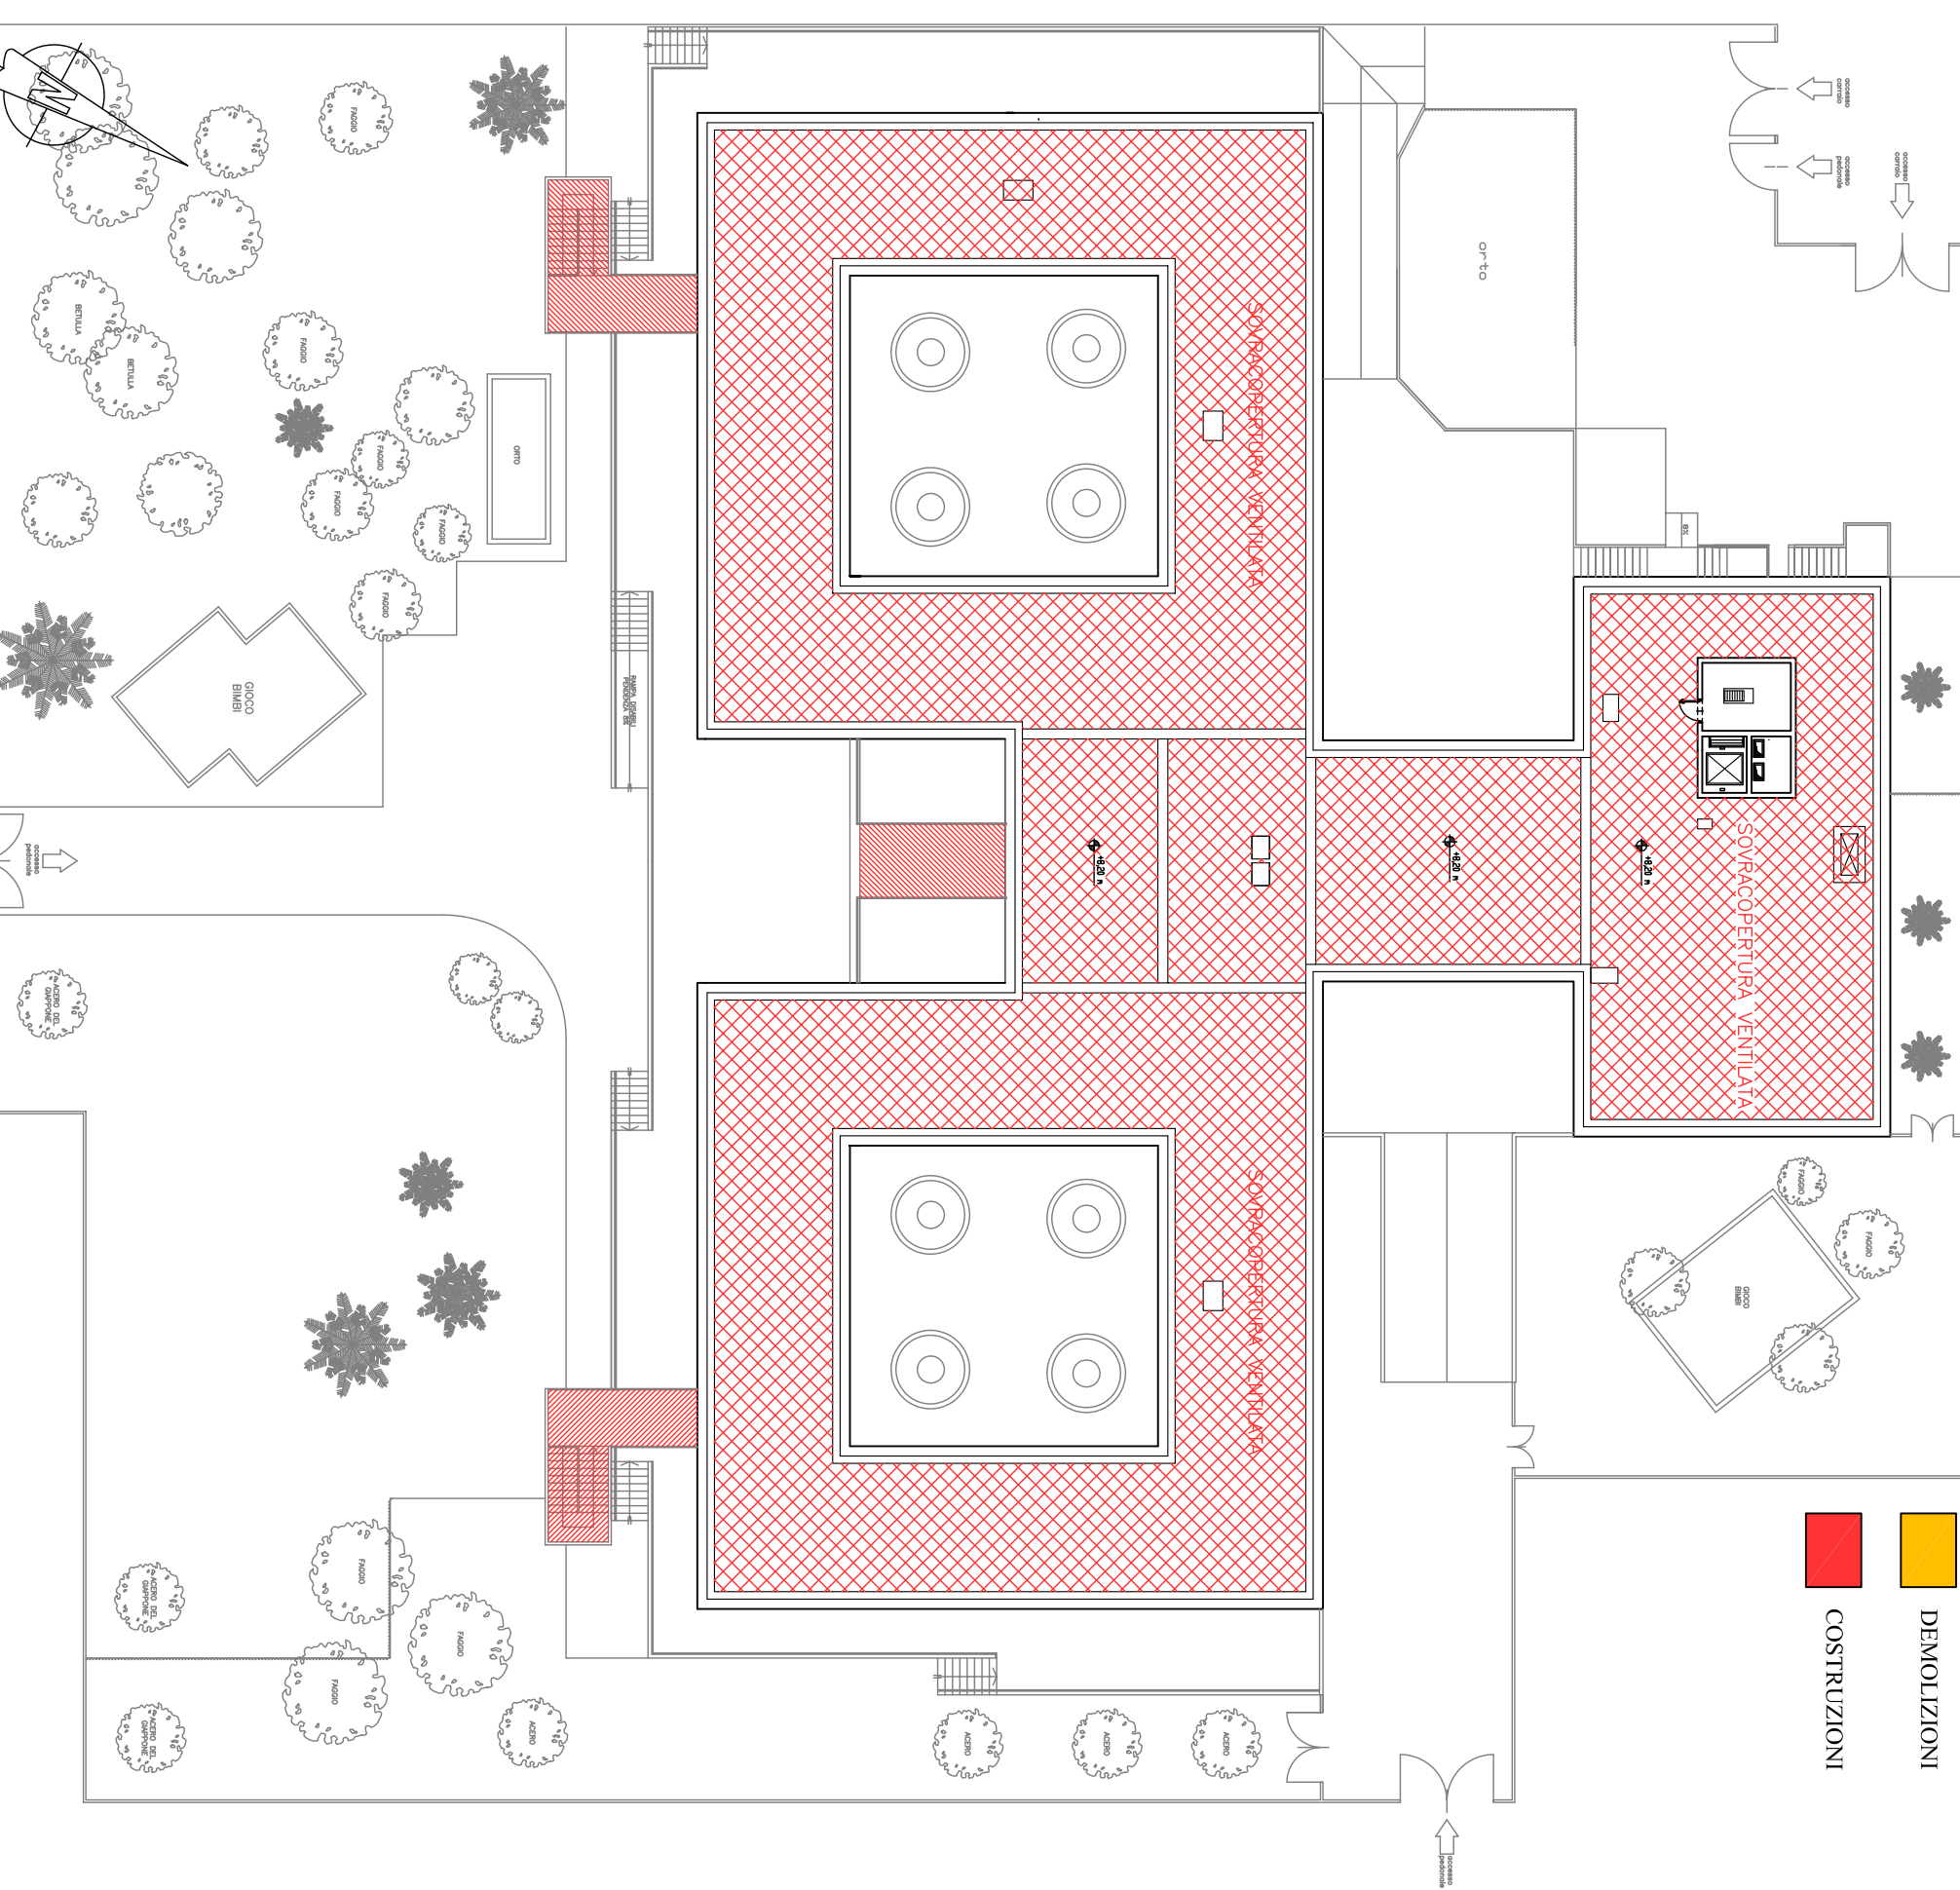 accesso
carraio
accesso
pedonale
accesso
carraio
N
FAGGIO
orto
BETULLA
BETULLA
FAGGIO
FAGGIO
FAGGIO
FAGGIO
FAGGIO
ORTO
8%
SOVRACOPERTURA VENTILATA
GIOCO
BIMBI
RAMPA DISABILI
PENDENZA 8%
accesso
pedonale
+8,20 m
+8,20 m
+8,20 m
SOVRACOPERTURA VENTILATA
ACERO DEL
GIAPPONE
SOVRACOPERTURA VENTILATA
FAGGIO
FAGGIO
GIOCO
BIMBI
DEMOLIZIONI
COSTRUZIONI
FAGGIO
ACERO DEL
GIAPPONE
FAGGIO
FAGGIO
ACERO DEL
GIAPPONE
ACERO
ACERO
ACERO
ACERO
accesso
pedonale